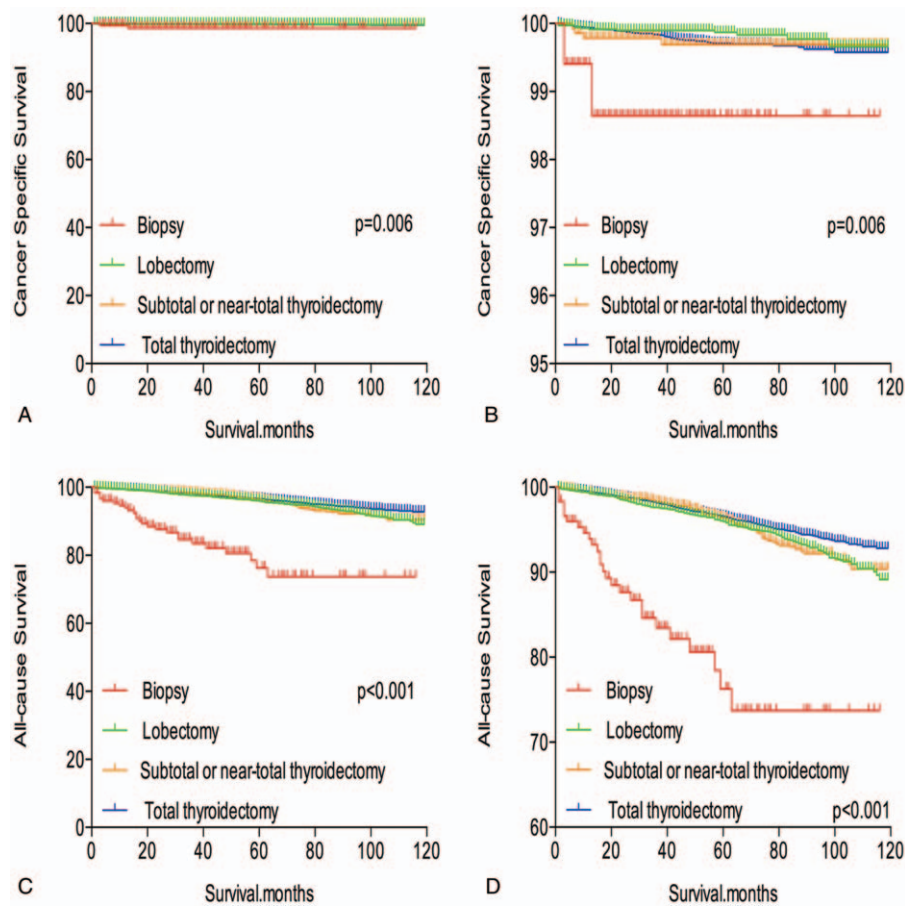 Cancer Specific Survival
100
80
60
40
20
0
Biopsy
p=0.006
Lobectomy
Subtotal or near-total thyroidectomy
Total thyroidectomy
0 20 40 60 80 100 120
Survival.months
A
Cancer Specific Survival
100
99
98
97
96
95
Biopsy
p=0.006
Lobectomy
Subtotal or near-total thyroidectomy
Total thyroidectomy
0 20 40 60 80 100 120
Survival.months
B
All-cause Survival
100
80
60
40
20
0
Biopsy
p<0.001
Lobectomy
Subtotal or near-total thyroidectomy
Total thyroidectomy
0 20 40 60 80 100 120
Survival.months
C
All-cause Survival
100
90
80
70
60
Biopsy
Lobectomy
Subtotal or near-total thyroidectomy
Total thyroidectomy
p<0.001
0 20 40 60 80 100 120
Survival.months
D